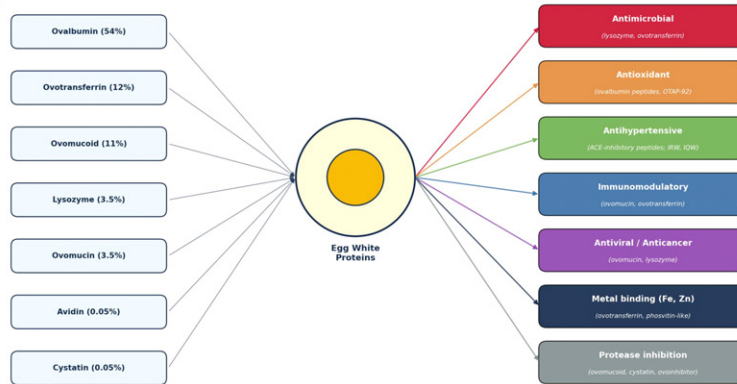 Ovalbumin (54%)
Ovotransferrin (12%)
Ovomucoid (11%)
Lysozyme (3.5%)
Ovomucin (3.5%)
Avidin (0.05%)
Cystatin (0.05%)
Egg White
Proteins
Antimicrobial
(lysozyme, ovotransferrin)
Antioxidant
(ovalbumin peptides, OTAP-92)
Antihypertensive
(ACE-inhibitory peptides; IRW, IQW)
Immunomodulatory
(ovomucin, ovotransferrin)
Antiviral / Anticancer
(ovomucin, lysozyme)
Metal binding (Fe, Zn)
(ovotransferrin, phosvitin-like)
Protease inhibition
(ovomucoid, cystatin, ovoinhibitor)